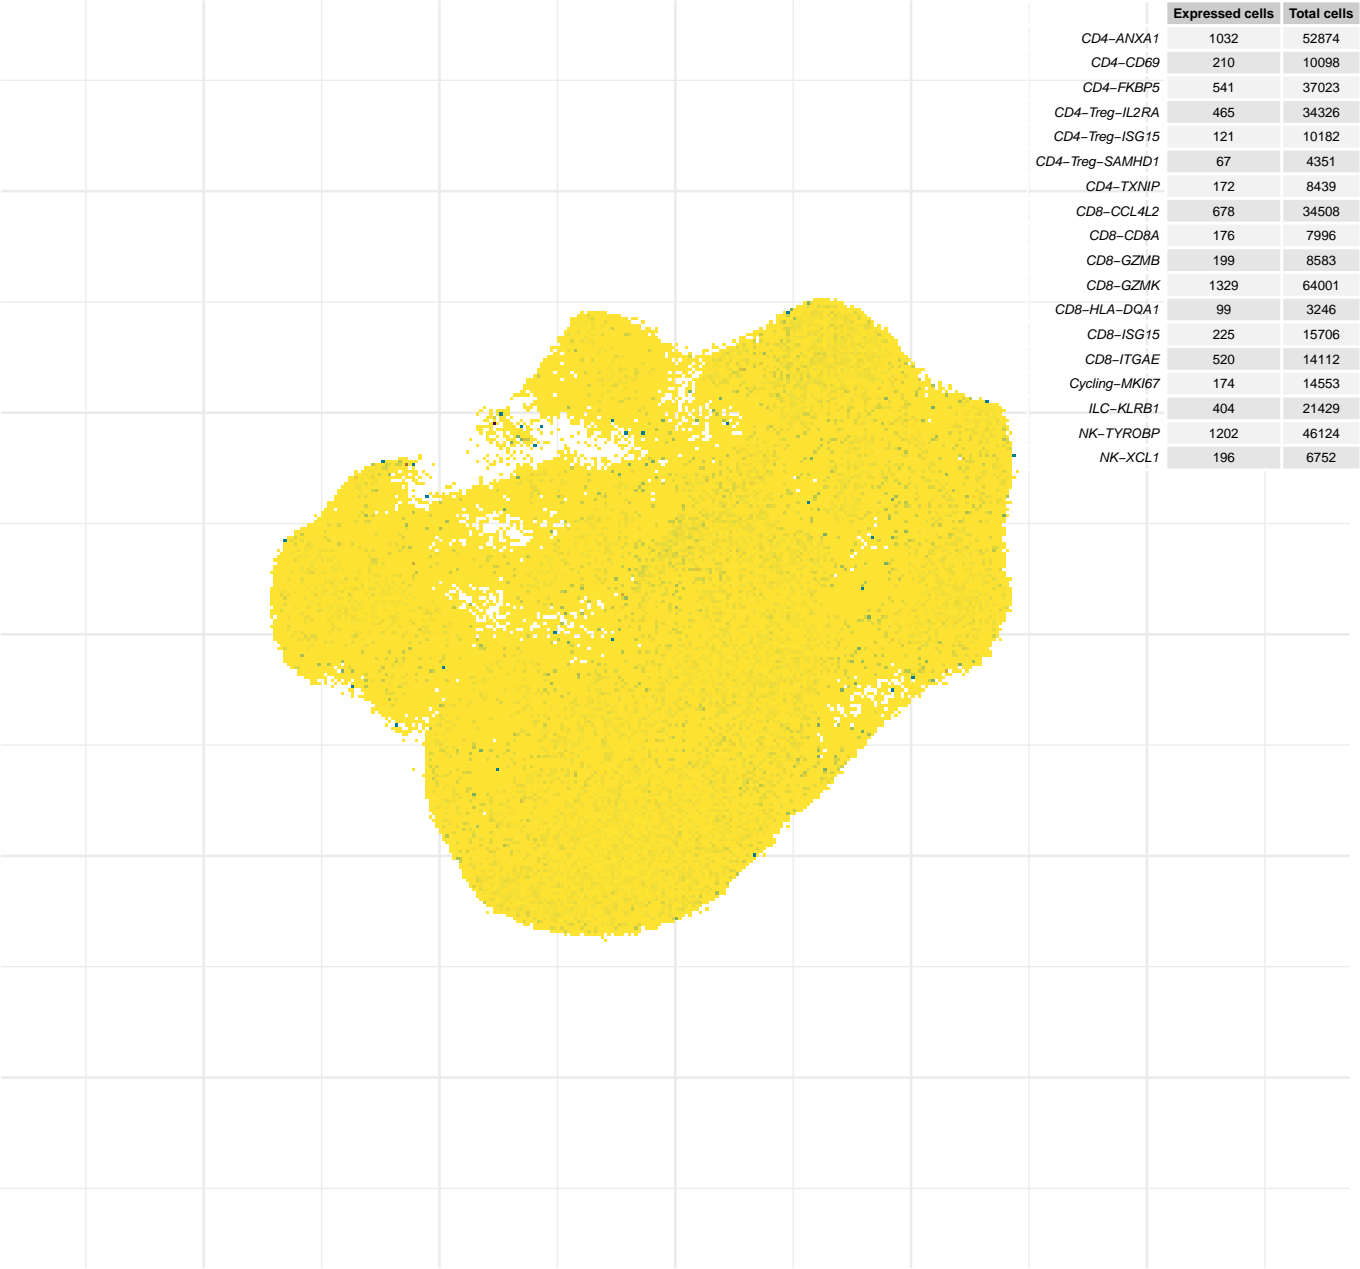 Expressed cells Total cells
CD4−ANXA1 1032 52874
CD4−CD69 210 10098
CD4−FKBP5 541 37023
CD4−Treg−IL2RA 465 34326
CD4−Treg−ISG15 121 10182
CD4−Treg−SAMHD1 67 4351
CD4−TXNIP 172 8439
CD8−CCL4L2 678 34508
CD8−CD8A 176 7996
CD8−GZMB 199 8583
CD8−GZMK 1329 64001
CD8−HLA−DQA1 99 3246
CD8−ISG15 225 15706
CD8−ITGAE 520 14112
Cycling−MKI67 174 14553
ILC−KLRB1 404 21429
NK−TYROBP 1202 46124
NK−XCL1 196 6752